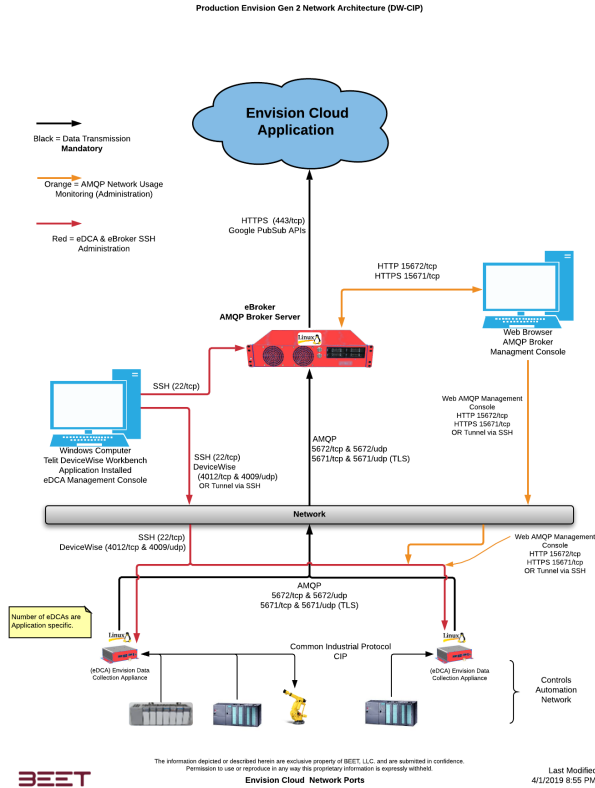 Production Envision Gen 2 Network Architecture (DW-CIP)
Envision Cloud
Application
Black = Data Transmission
Mandatory
Orange = AMQP Network Usage
Monitoring (Administration)
Red = eDCA & eBroker SSH
Administration
HTTPS (443/tcp)
Google PubSub APIs
HTTP 15672/tcp
HTTPS 15671/tcp
eBroker
AMQP Broker Server
Linux
Web Browser
AMQP Broker
Managment Console
SSH (22/tcp)
Windows Computer
Telit DeviceWise Workbench
Application Installed
eDCA Management Console
SSH (22/tcp)
DeviceWise
(4012/tcp & 4009/udp)
OR Tunnel via SSH
AMQP
5672/tcp & 5672/udp
5671/tcp & 5671/udp (TLS)
Web AMQP Management
Console
HTTP 15672/tcp
HTTPS 15671/tcp
OR Tunnel via SSH
Network
SSH (22/tcp)
DeviceWise (4012/tcp & 4009/udp)
Web AMQP Management
Console
HTTP 15672/tcp
HTTPS 15671/tcp
OR Tunnel via SSH
AMQP
5672/tcp & 5672/udp
5671/tcp & 5671/udp (TLS)
Number of eDCAs are
Application specific.
Linux
Linux
(eDCA) Envision Data
Collection Appliance
Common Industrial Protocol
CIP
(eDCA) Envision Data
Collection Appliance
Controls
Automation
Network
The information depicted or described herein are exclusive property of BEET, LLC. and are submitted in confidence.
Permission to use or reproduce in any way this proprietary information is expressly withheld.
BEET
Envision Cloud Network Ports
Last Modified
4/1/2019 8:55 PM